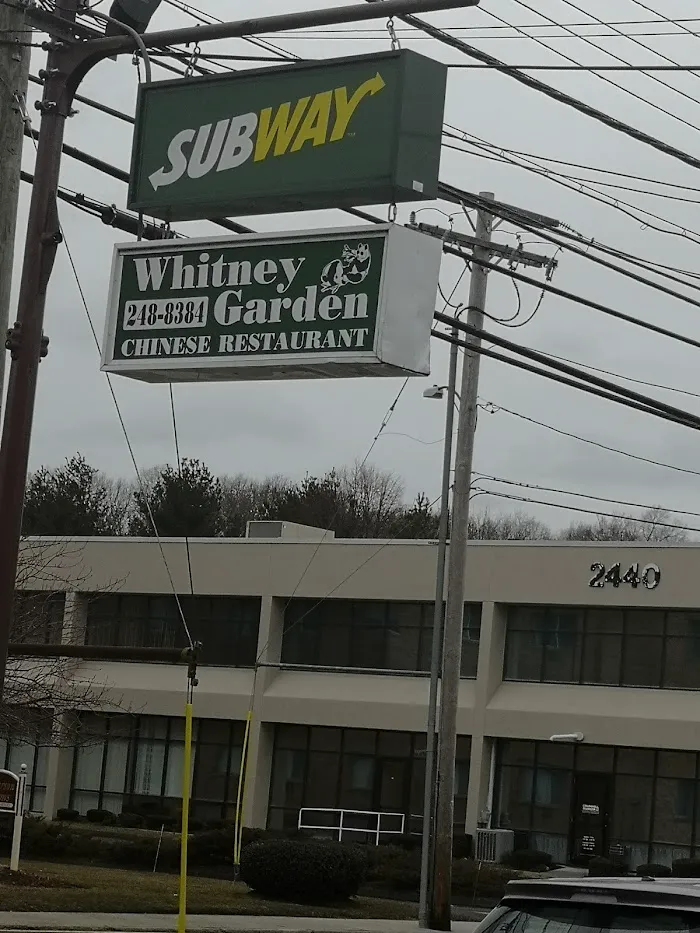 SUBWAY
Whitney
248-8384 Garden
CHINESE RESTAURANT
2440